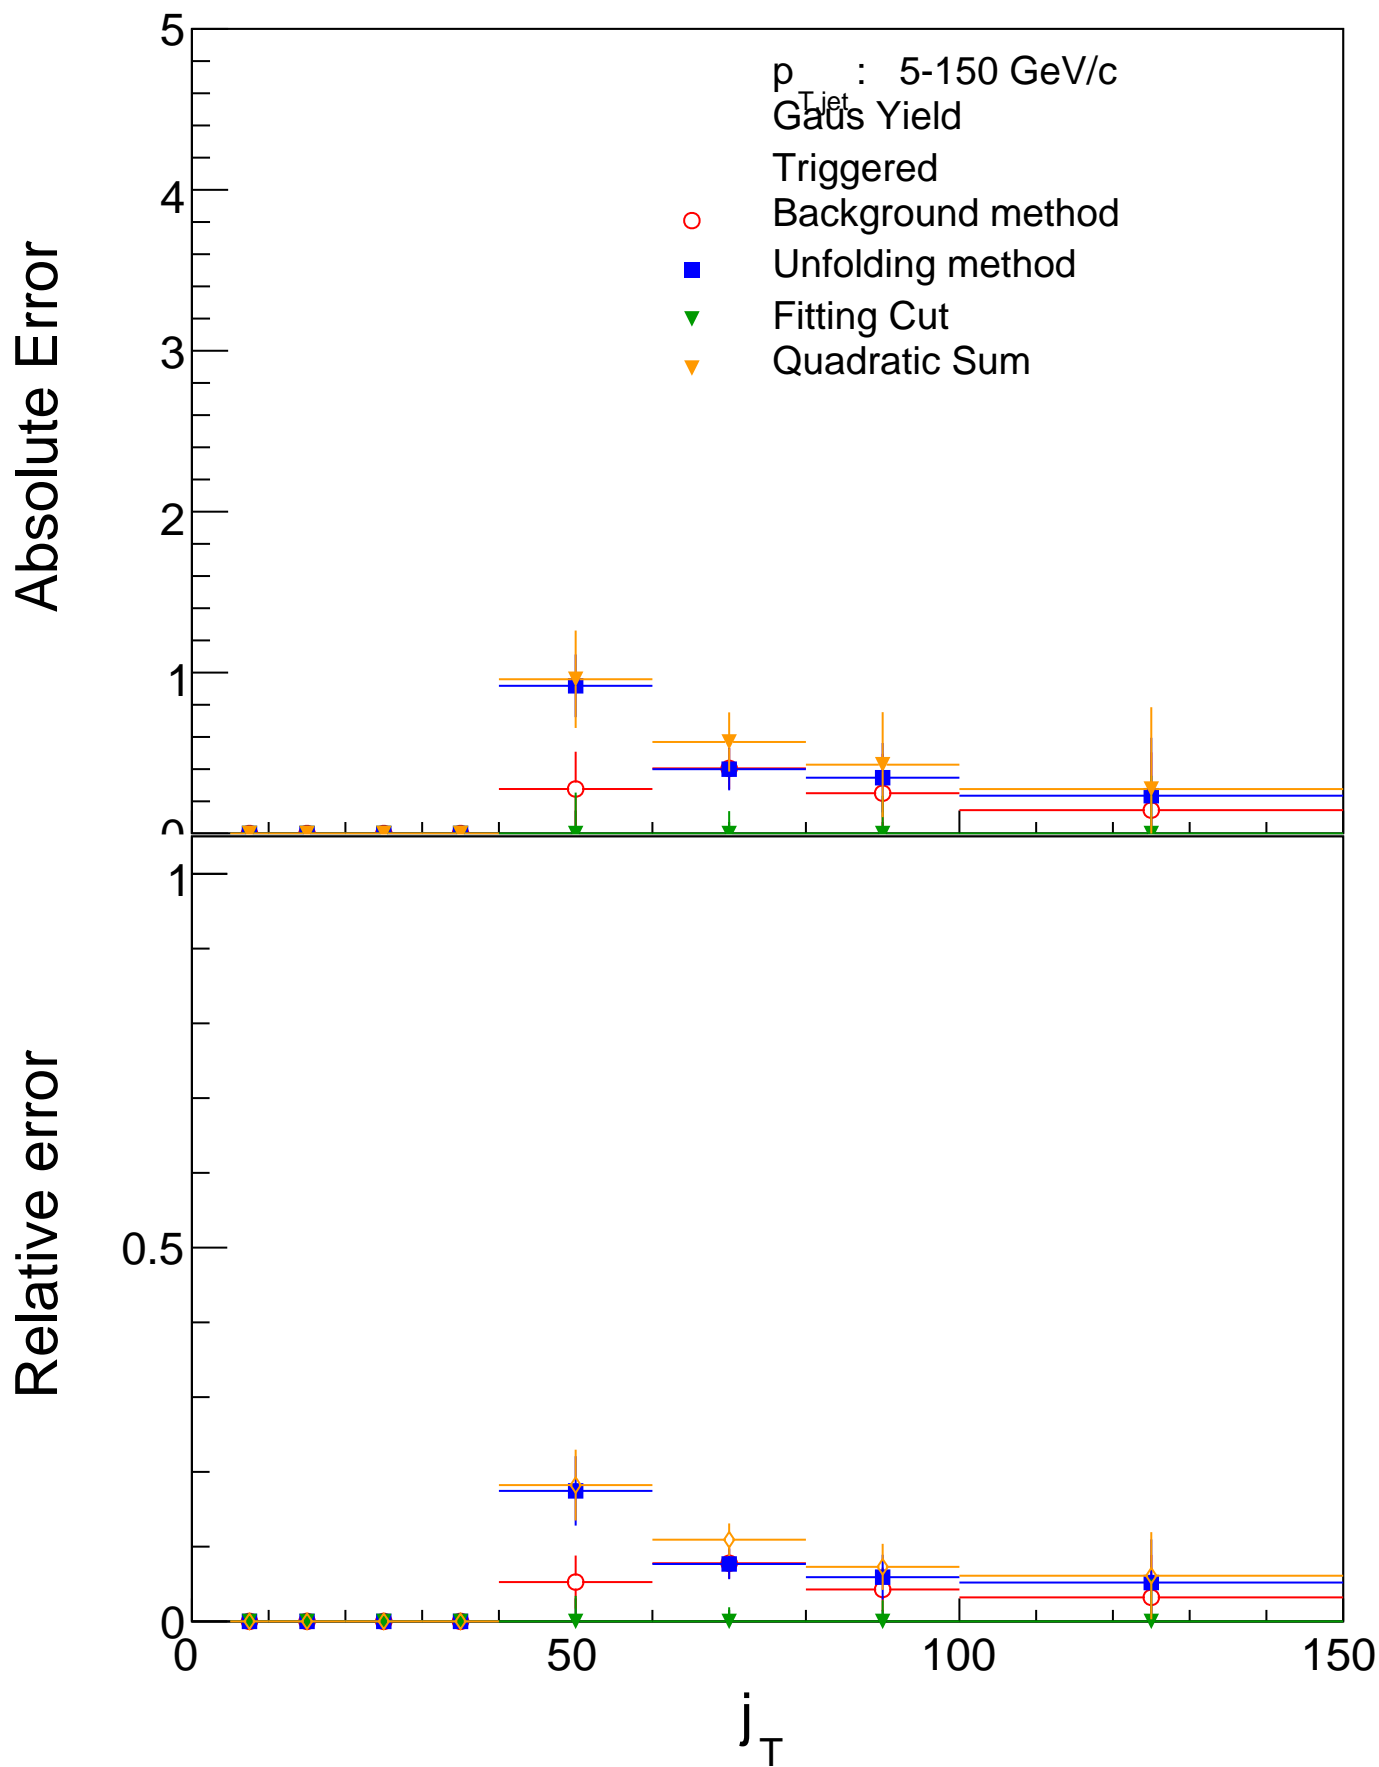 5
p T,jet : 5-150 GeV/c
Gaus Yield
Triggered
4
Background method
Unfolding method
Fitting Cut
3
Quadratic Sum
Absolute Error
2
1
0
1
Relative error
0.5
0
0 50 100 150
j T